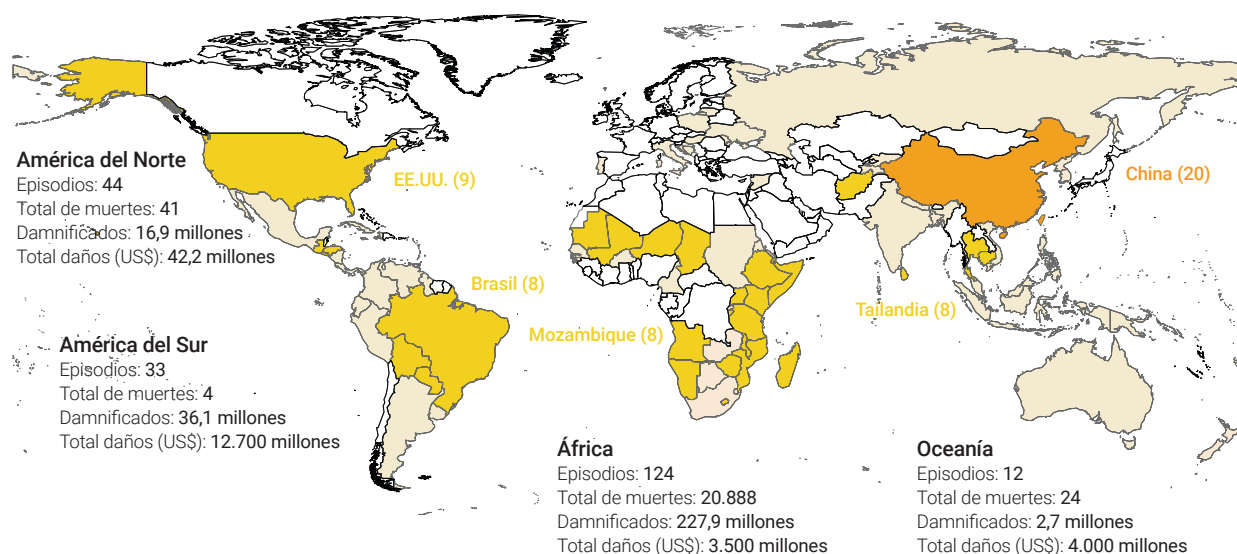 América del Norte
Episodios: 44
Total de muertes: 41
Damnificados: 16,9 millones
Total daños (US$): 42,2 millones
EE.UU. (9)
China (20)
Brasil (8)
Mozambique (8)
Tailandia (8)
América del Sur
Episodios: 33
Total de muertes: 4
Damnificados: 36,1 millones
Total daños (US$): 12.700 millones
África
Episodios: 124
Total de muertes: 20.888
Damnificados: 227,9 millones
Total daños (US$): 3.500 millones
Oceanía
Episodios: 12
Total de muertes: 24
Damnificados: 2,7 millones
Total daños (US$): 4.000 millones